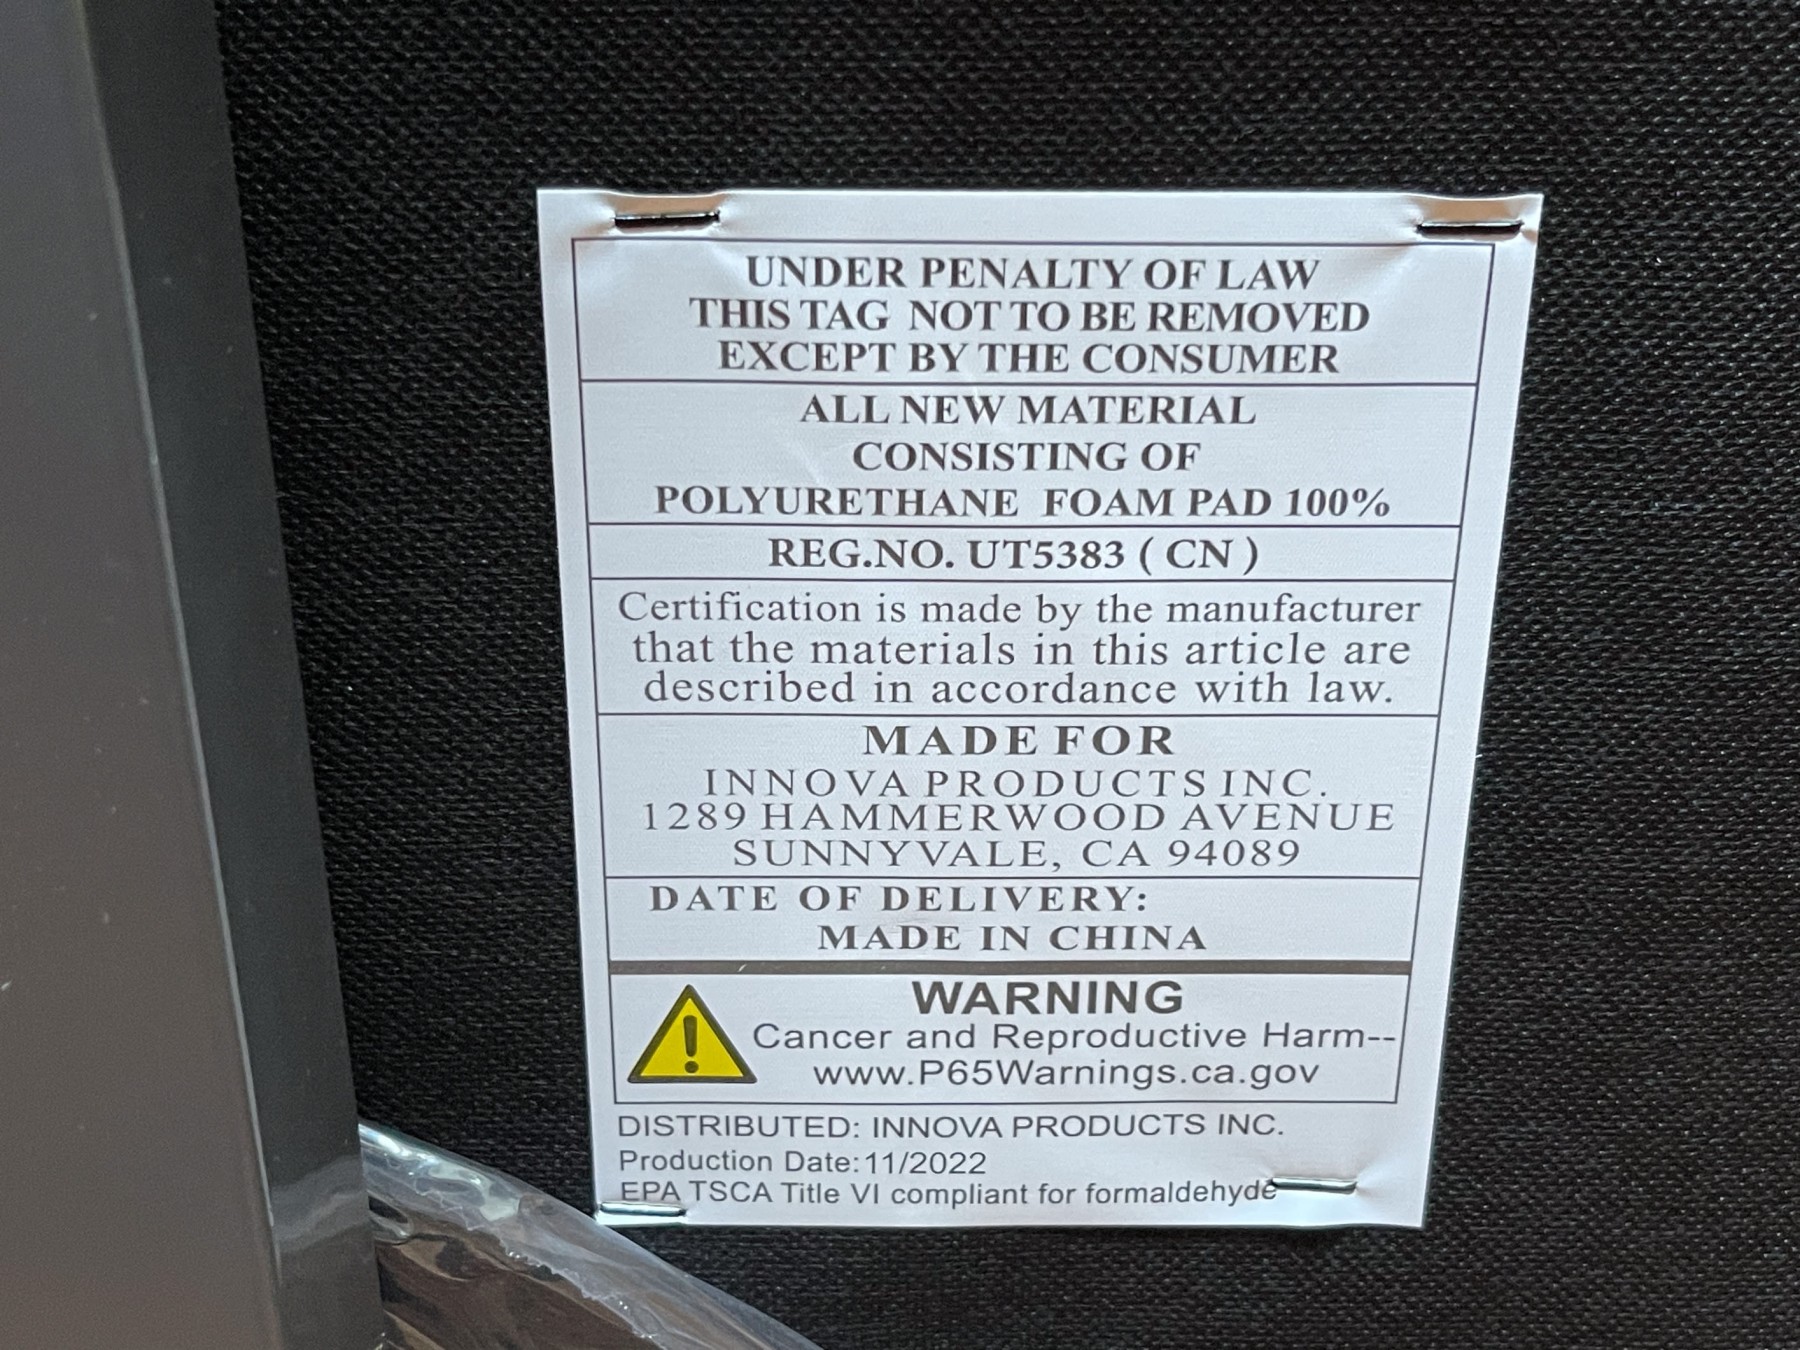 UNDER PENALTY OF LAW
THIS TAG NOT TO BE REMOVED
EXCEPT BY THE CONSUMER
ALL NEW MATERIAL
CONSISTING OF
POLYURETHANE FOAM PAD 100%
REG.NO. UT5383 ( CN )
Certification is made by the manufacturer
that the materials in this article are
described in accordance with law.
MADE FOR
INNOVA PRODUCTS INC.
1289 HAMMERWOOD AVENUE
SUNNYVALE, CA 94089
DATE OF DELIVERY:
MADE IN CHINA
WARNING
Cancer and Reproductive Harm--
www.P65Warnings.ca.gov
DISTRIBUTED: INNOVA PRODUCTS INC.
Production Date:11/2022
EPA TSCA Title VI compliant for formaldehyde